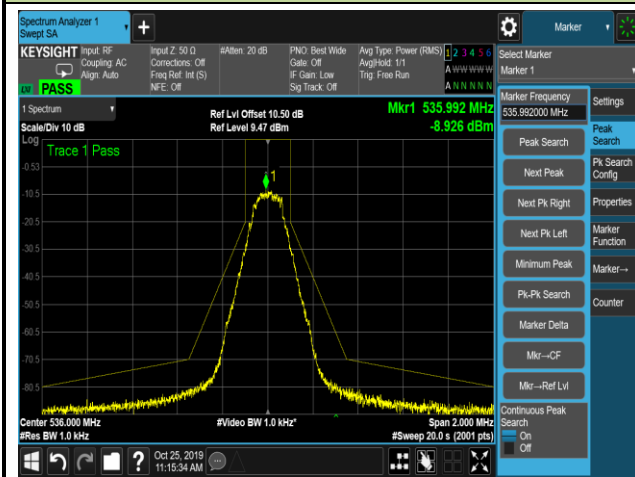 Spectrum Analyzer 1
Swept SA
Marker
KEYSIGHT
Input: RF
Coupling: AC
Align: Auto
Input Z: 50 Ω
Corrections: Off
Freq Ref: Int (S)
NFE: Off
#Atten: 20 dB
PNO: Best Wide
Gate: Off
IF Gain: Low
Sig Track: Off
Avg Type: Power (RMS)
Avg|Hold: 1/1
Trig: Free Run
1 2 3 4 5 6
A W W W W W
A N N N N N
LXI
PASS
Select Marker
Marker 1
1 Spectrum
Scale/Div 10 dB
Ref Lvl Offset 10.50 dB
Ref Level 9.47 dBm
Mkr1 535.992 MHz
-8.926 dBm
Log
Trace 1 Pass
1
-0.53
-10.5
-20.5
-30.5
-40.5
-50.5
-60.5
-70.5
-80.5
Center 536.000 MHz
#Res BW 1.0 kHz
#Video BW 1.0 kHz*
Span 2.000 MHz
#Sweep 20.0 s (2001 pts)
Marker Frequency
535.992000 MHz
Peak Search
Next Peak
Next Pk Right
Next Pk Left
Minimum Peak
Pk-Pk Search
Marker Delta
Mkr→CF
Mkr→Ref Lvl
Continuous Peak
Search
On
Off
Settings
Peak
Search
Pk Search
Config
Properties
Marker
Function
Marker→
Counter
Oct 25, 2019
11:15:34 AM